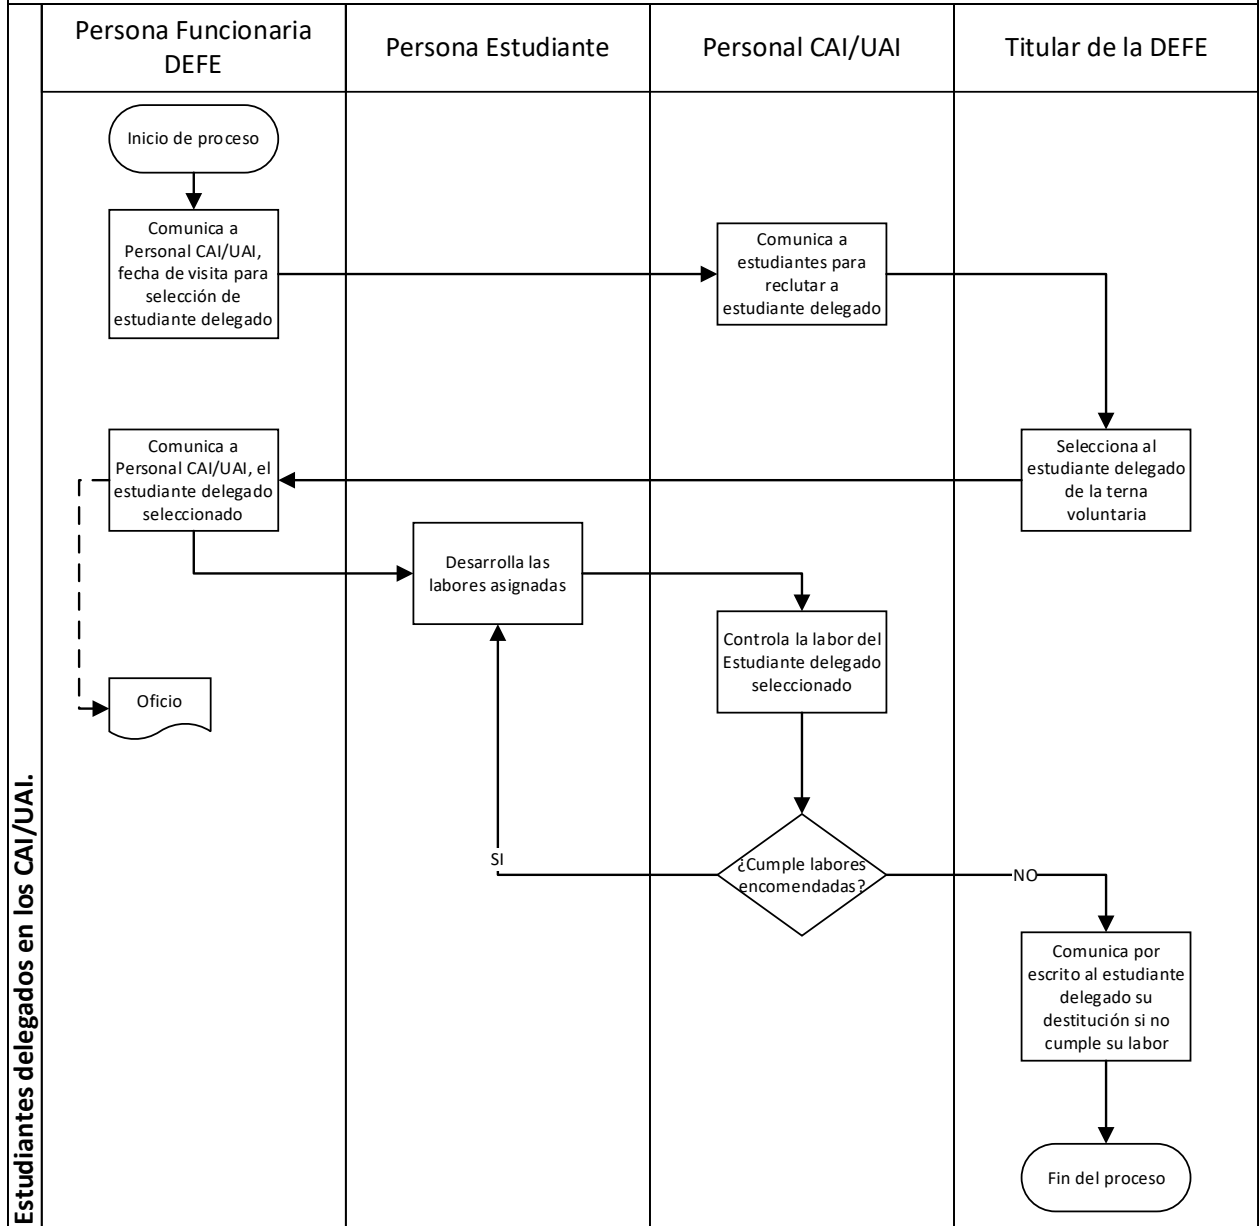 Persona Funcionaria
DEFE
Persona Estudiante
Personal CAI/UAI
Titular de la DEFE
Inicio de proceso
Comunica a
Personal CAI/UAI,
fecha de visita para
selección de
estudiante delegado
Comunica a
estudiantes para
reclutar a
estudiante delegado
Comunica a
Personal CAI/UAI, el
estudiante delegado
seleccionado
Selecciona al
estudiante delegado
de la terna
voluntaria
Desarrolla las
labores asignadas
Controla la labor del
Estudiante delegado
seleccionado
Oficio
¿Cumple labores
encomendadas?
SI
NO
Comunica por
escrito al estudiante
delegado su
destitución si no
cumple su labor
Fin del proceso
Estudiantes delegados en los CAI/UAI.